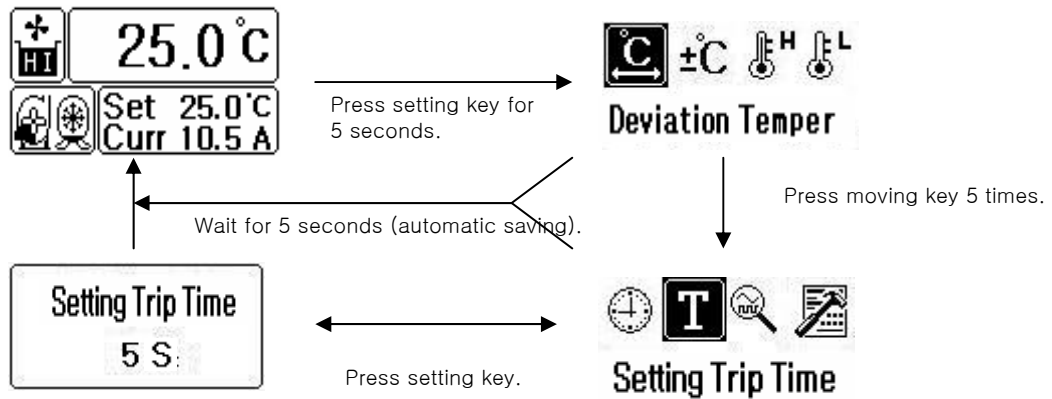 HI
25.0°C
Set 25.0°C
Curr 10.5 A
Press setting key for
5 seconds.
°C ±°C H L
Deviation Temper
Press moving key 5 times.
Wait for 5 seconds (automatic saving).
Setting Trip Time
5 S
Press setting key.
T
Setting Trip Time